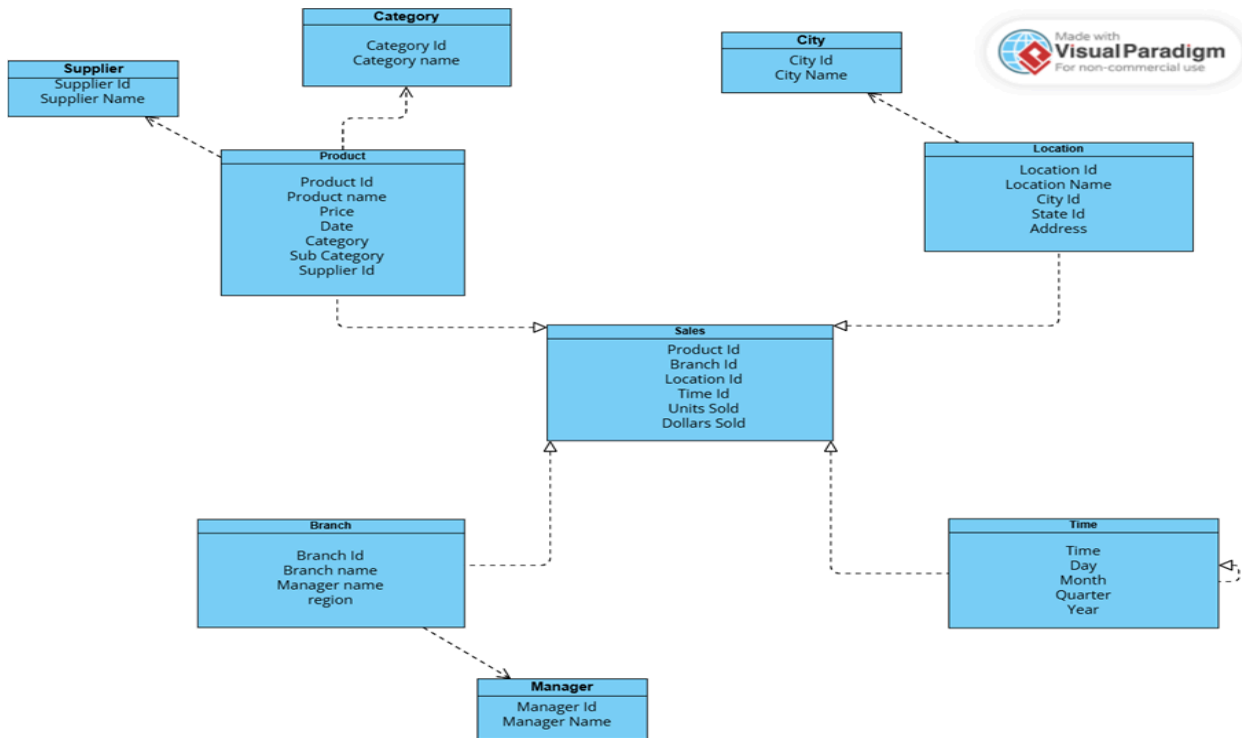 Category
Category Id
Category name
City
City Id
City Name
Made with
Visual Paradigm
For non-commercial use
Supplier
Supplier Id
Supplier Name
Product
Product Id
Product name
Price
Date
Category
Sub Category
Supplier Id
Location
Location Id
Location Name
City Id
State Id
Address
Sales
Product Id
Branch Id
Location Id
Time Id
Units Sold
Dollars Sold
Branch
Branch Id
Branch name
Manager name
region
Time
Time
Day
Month
Quarter
Year
Manager
Manager Id
Manager Name